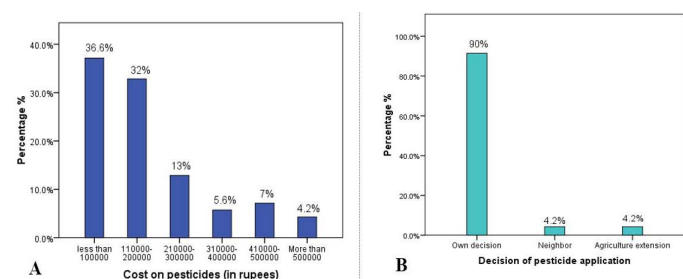 40.0%
30.0%
20.0%
10.0%
0.0%
Percentage %
36.6%
32%
13%
5.6%
7%
4.2%
less than 100000
110000-200000
210000-300000
310000-400000
410000-500000
More than 500000
Cost on pesticides (in rupees)
A
100.0%
80.0%
60.0%
40.0%
20.0%
0.0%
Percentage %
90%
4.2%
4.2%
Own decision
Neighbor
Agriculture extension
Decision of pesticide application
B